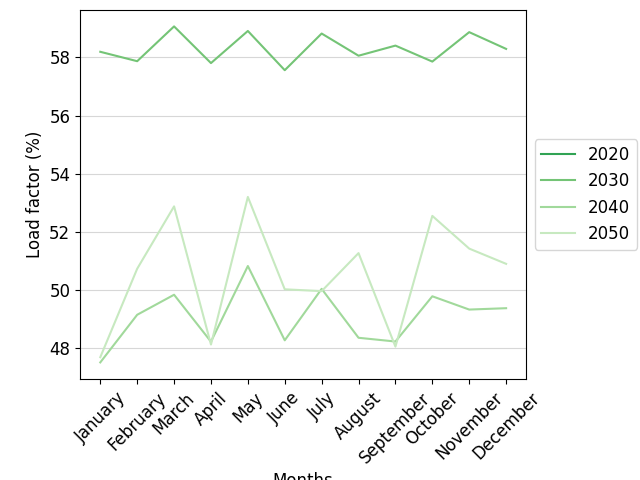 58
56
54
52
50
48
Load factor (%)
January
February
March
April
May
June
July
August
September
October
November
December
Months
2020
2030
2040
2050